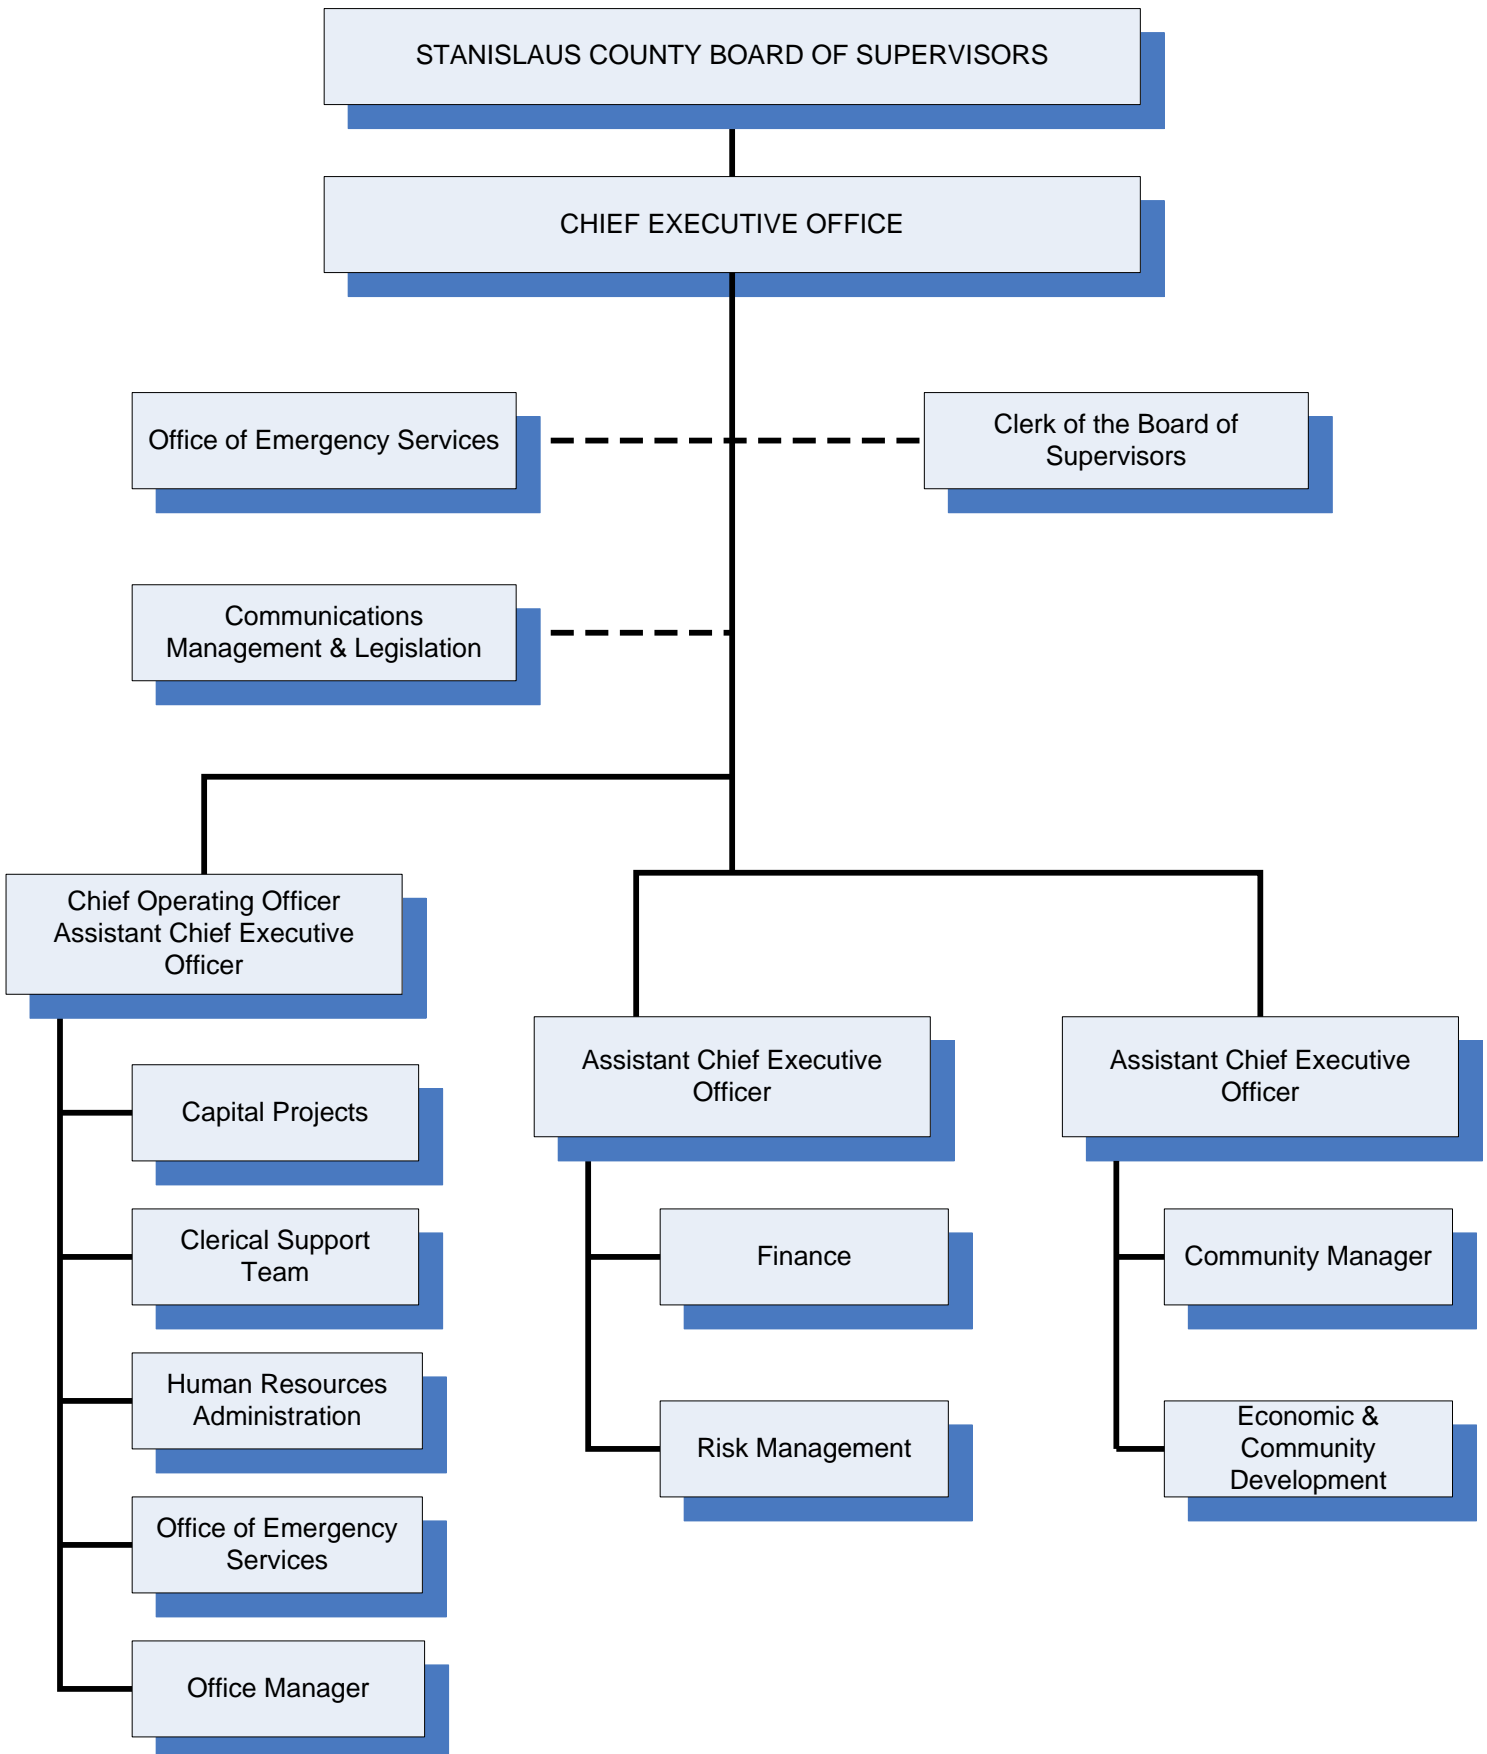 STANISLAUS COUNTY BOARD OF SUPERVISORS
CHIEF EXECUTIVE OFFICE
Office of Emergency Services
Clerk of the Board of
Supervisors
Communications
Management & Legislation
Chief Operating Officer
Assistant Chief Executive
Officer
Capital Projects
Clerical Support
Team
Human Resources
Administration
Office of Emergency
Services
Office Manager
Assistant Chief Executive
Officer
Finance
Risk Management
Assistant Chief Executive
Officer
Community Manager
Economic &
Community
Development